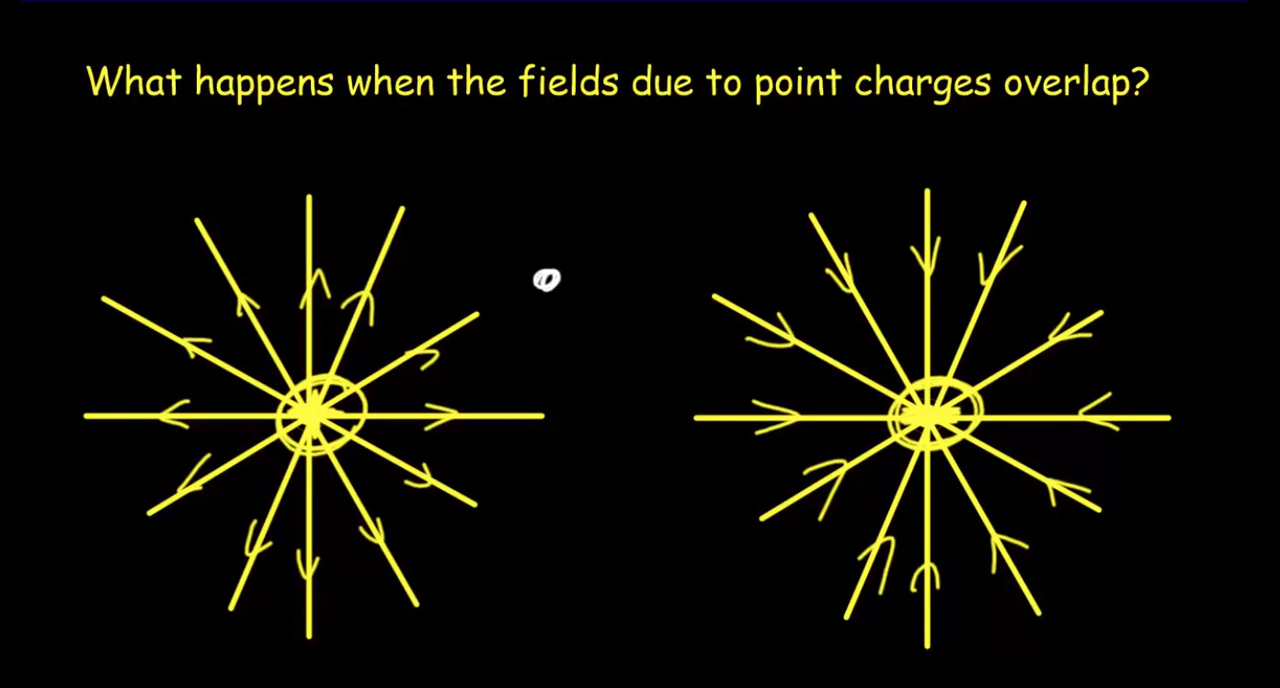 What happens when the fields due to point charges overlap?